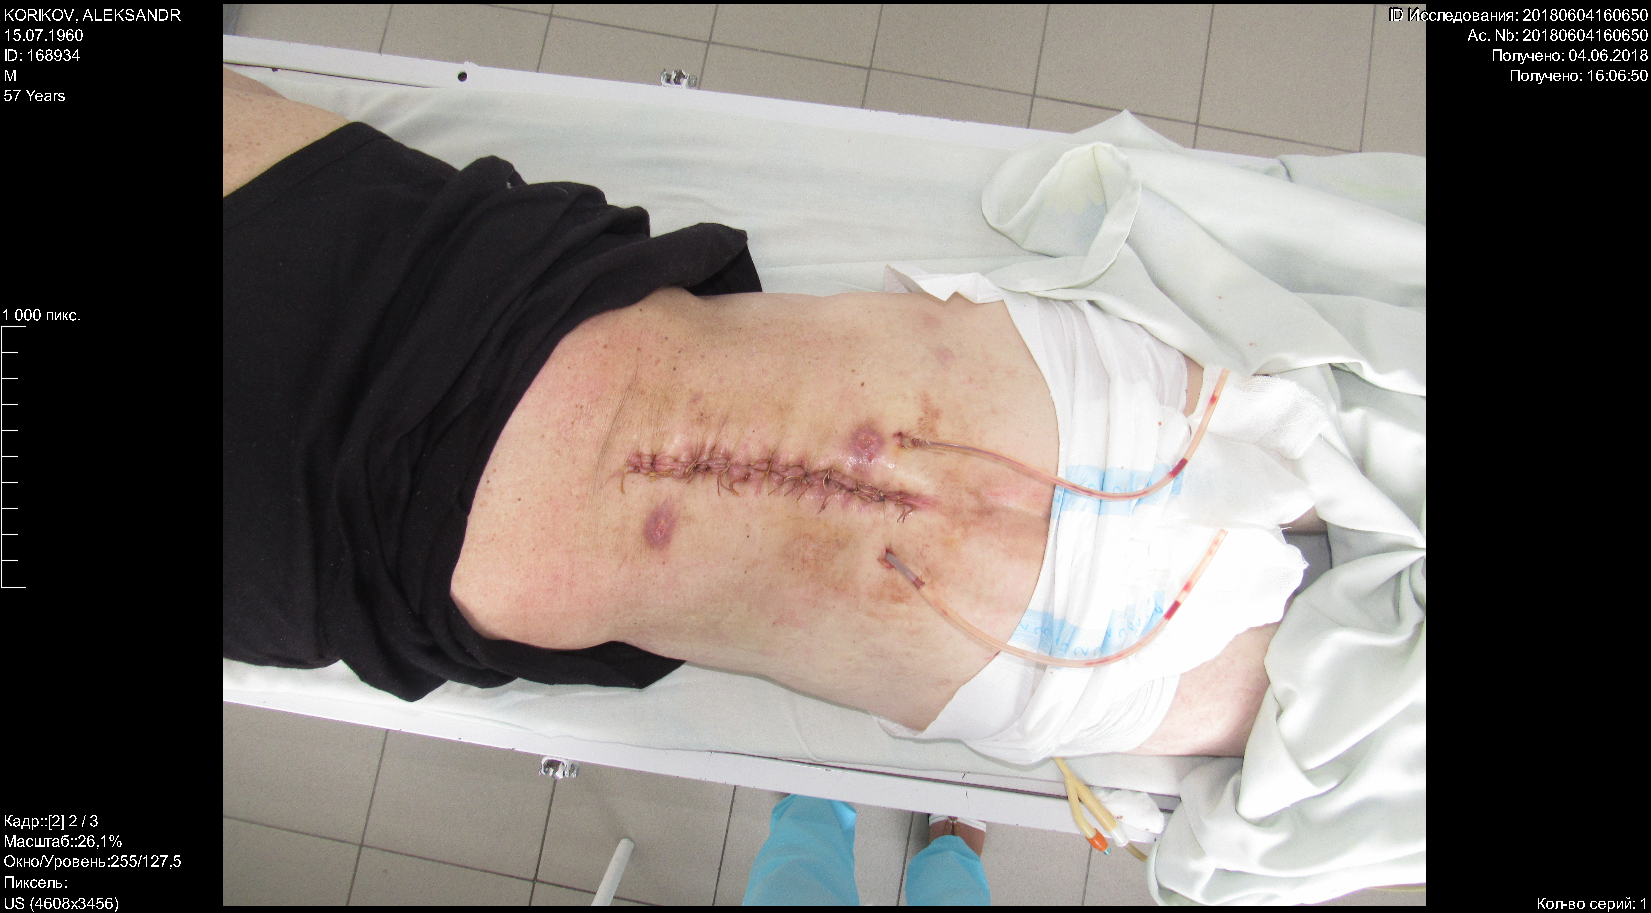 KORIKOV, ALEKSANDR
15.07.1960
ID: 168934
M
57 Years
ID Исследования: 20180604160650
Ac. Nb: 20180604160650
Получено: 04.06.2018
Получено: 16:06:50
1 000 пикс.
Кадр::[2] 2 / 3
Масштаб::26,1%
Окно/Уровень:255/127,5
Пиксель:
US (4608x3456)
Кол-во серий: 1